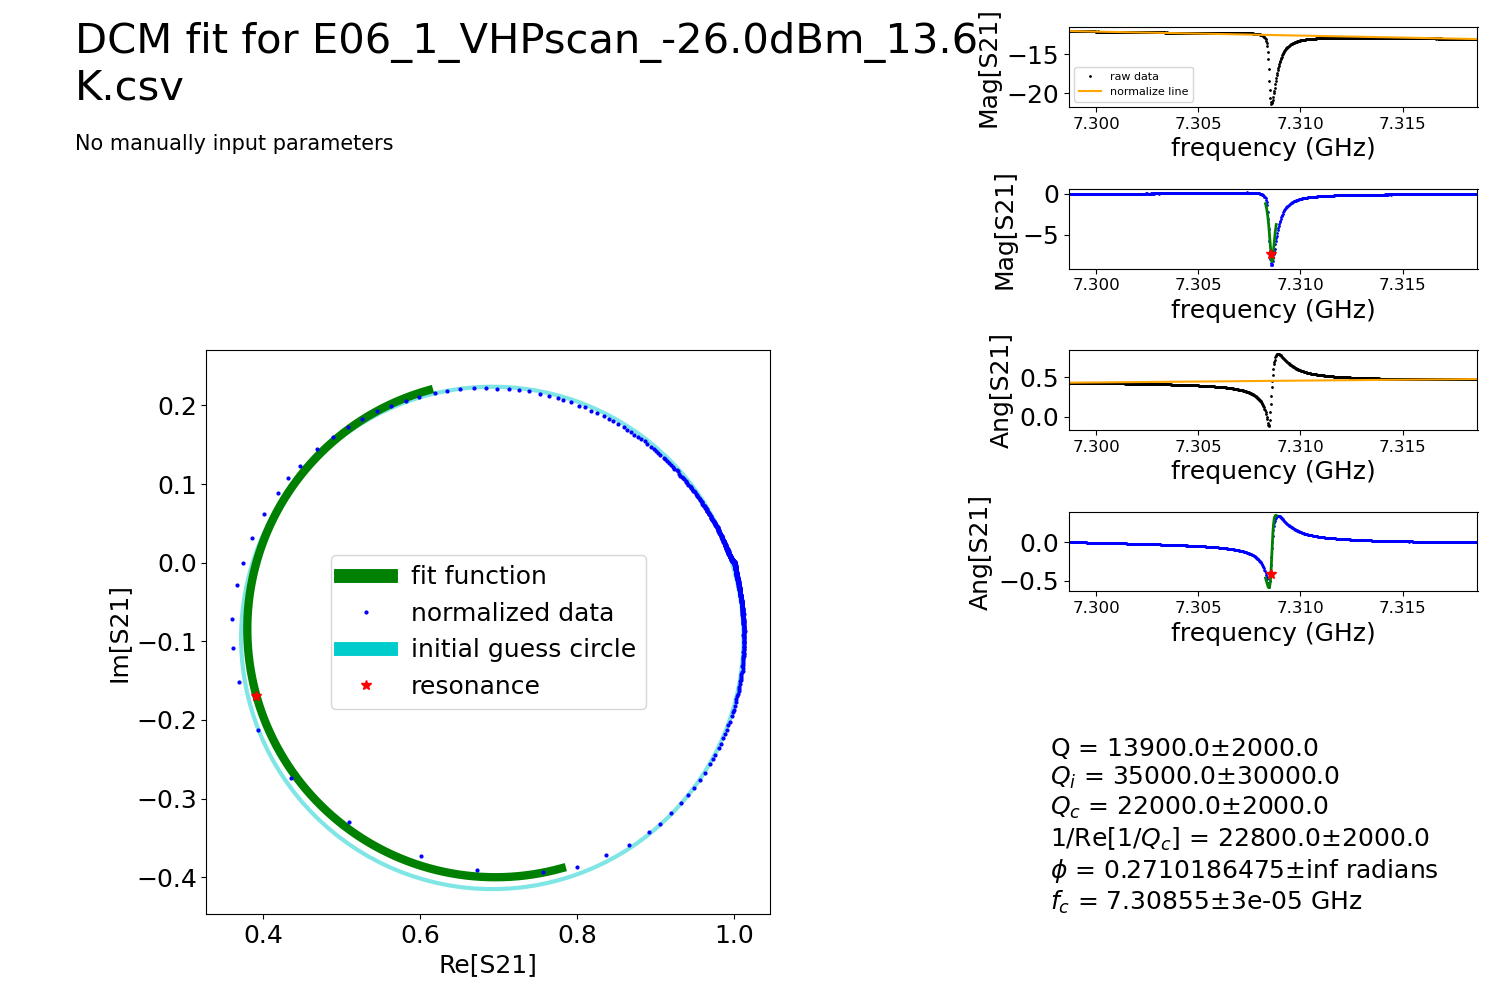 DCM fit for E06_1_VHPscan_-26.0dBm_13.6
K.csv
No manually input parameters
Mag[S21]
−15
−20
raw data
normalize line
7.300 7.305 7.310 7.315
frequency (GHz)
Mag[S21]
0
−5
7.300 7.305 7.310 7.315
frequency (GHz)
Ang[S21]
0.5
0.0
7.300 7.305 7.310 7.315
frequency (GHz)
Ang[S21]
0.0
−0.5
7.300 7.305 7.310 7.315
frequency (GHz)
Im[S21]
0.2
0.1
0.0
−0.1
−0.2
−0.3
−0.4
fit function
normalized data
initial guess circle
resonance
0.4 0.6 0.8 1.0
Re[S21]
Q = 13900.0±2000.0
Qi = 35000.0±30000.0
Qc = 22000.0±2000.0
1/Re[1/Qc] = 22800.0±2000.0
ϕ = 0.2710186475±inf radians
fc = 7.30855±3e-05 GHz